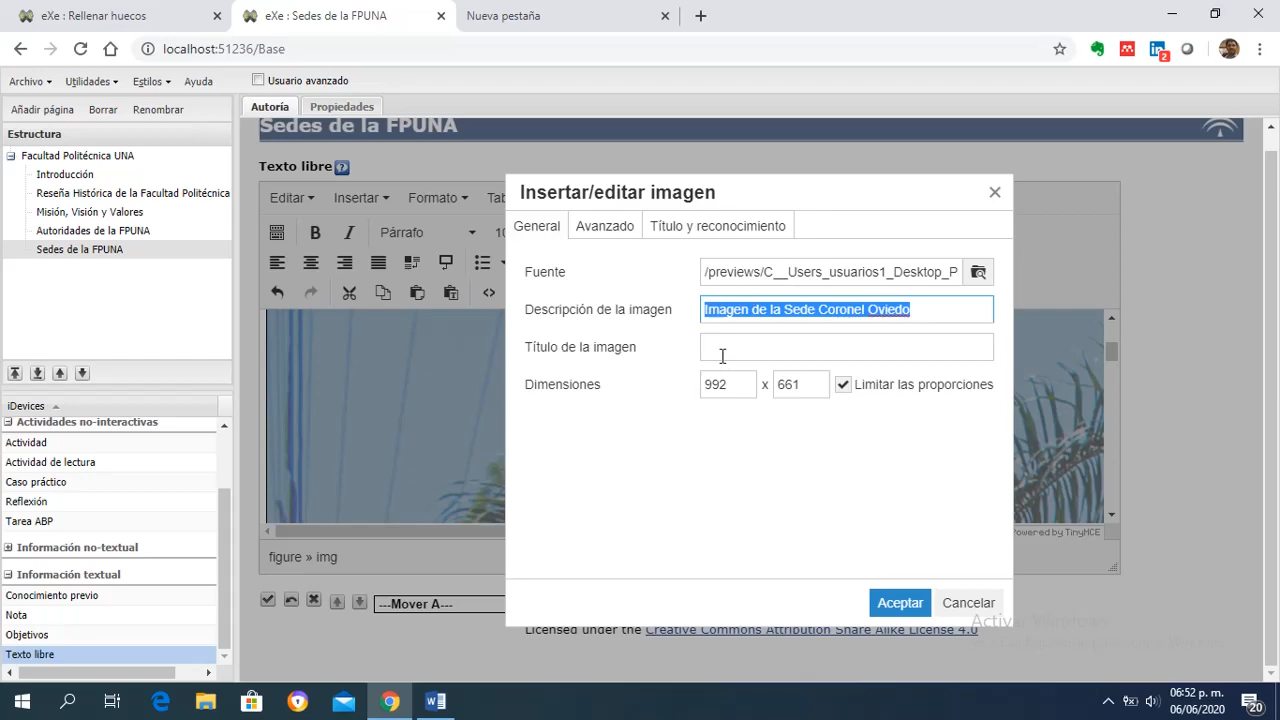 eXe : Rellenar huecos
eXe : Sedes de la FPUNA
Nueva pestaña
localhost:51236/Base
2
Archivo
Utilidades
Estilos
Ayuda
Usuario avanzado
Añadir página
Borrar
Renombrar
Autoría
Propiedades
Estructura
Sedes de la FPUNA
Facultad Politécnica UNA
Introducción
Reseña Histórica de la Facultad Politécnica
Misión, Visión y Valores
Autoridades de la FPUNA
Sedes de la FPUNA
Texto libre
Editar
Insertar
Formato
Párrafo
Insertar/editar imagen
General
Avanzado
Título y reconocimiento
Fuente
/previews/C__Users_usuarios1_Desktop_P
Descripción de la imagen
Imagen de la Sede Coronel Oviedo
Título de la imagen
Dimensiones
992
x
661
Limitar las proporciones
Aceptar
Cancelar
iDevices
Actividades no-interactivas
Actividad
Actividad de lectura
Caso práctico
Reflexión
Tarea ABP
Información no-textual
Información textual
Conocimiento previo
Nota
Objetivos
Texto libre
Powered by TinyMCE
figure » img
---Mover A---
Licensed under the Creative Commons Attribution Share Alike License 4.0
Activar Windows
06:52 p. m.
06/06/2020
20